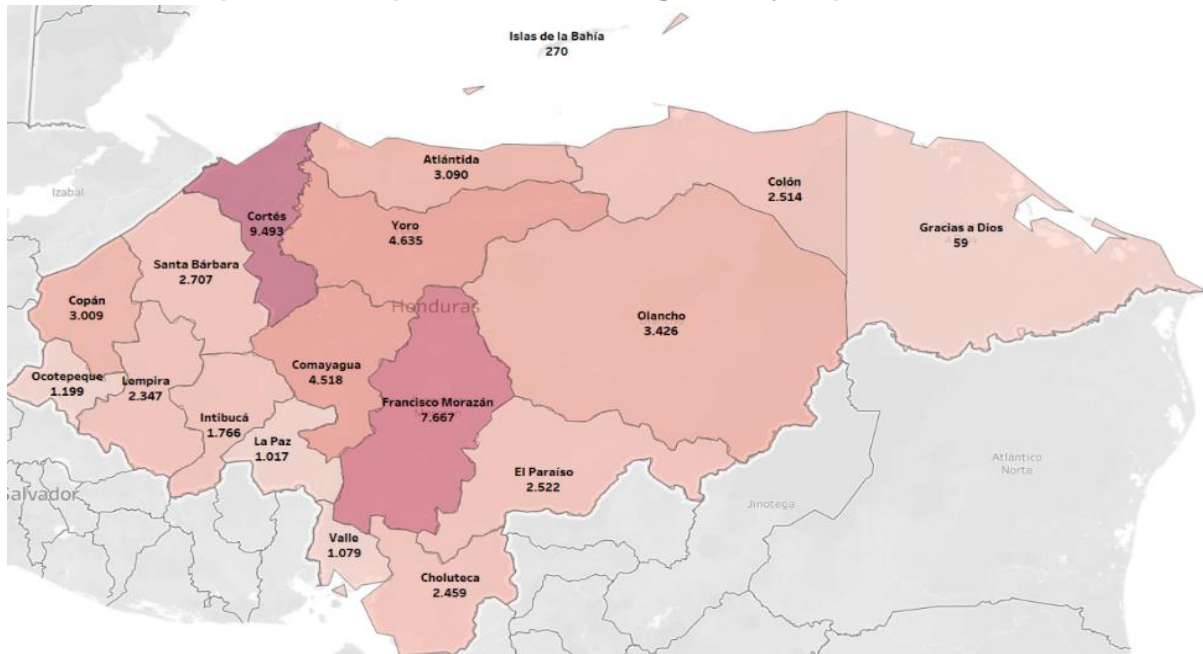 Islas de la Bahía
270
Atlántida
3.090
Colón
2.514
Izabal
Cortés
9.493
Yoro
4.635
Gracias a Dios
59
Santa Bárbara
2.707
Copán
3.009
Honduras
Olancho
3.426
Comayagua
4.518
Ocotepeque
1.199
Lempira
2.347
Francisco Morazán
7.667
Intibucá
1.766
La Paz
1.017
El Paraíso
2.522
Atlántico
Norte
Salvador
Jinotega
Valle
1.079
Choluteca
2.459